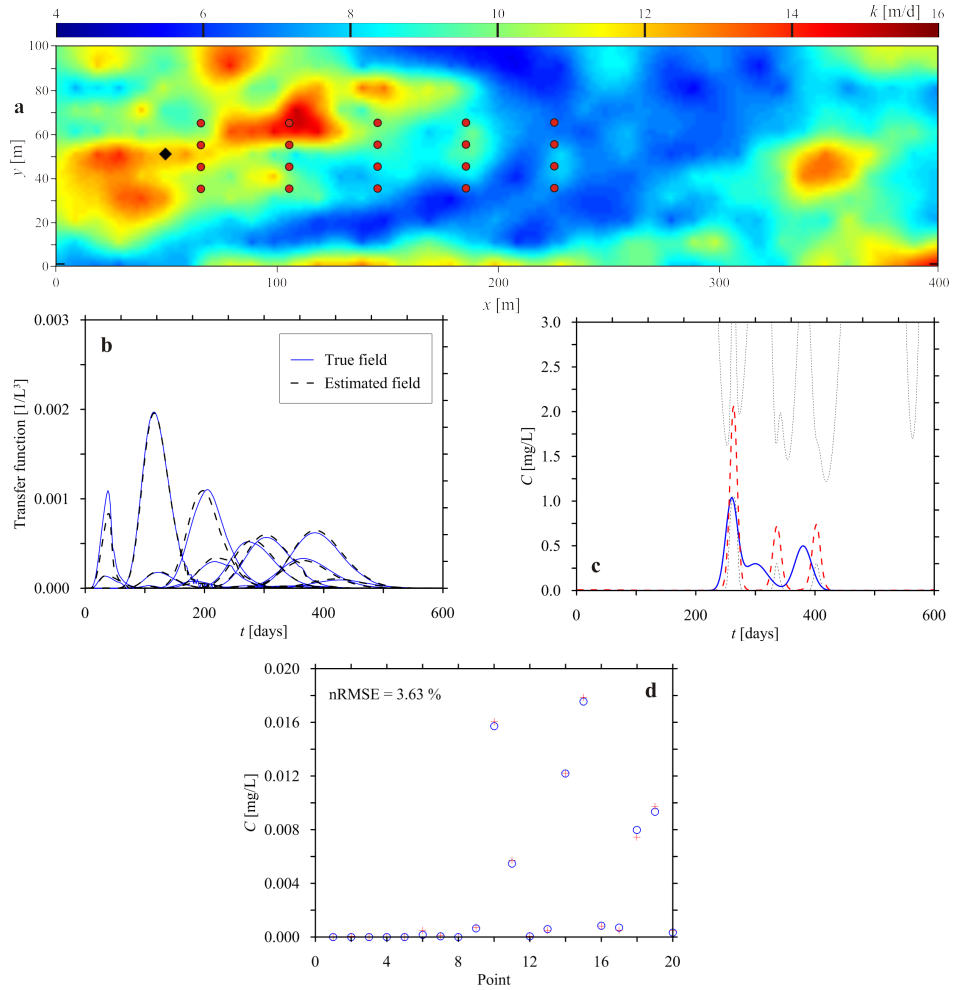 4 6 8 10 12 14 k [m/d] 16
100
80
a
60
y [m]
40
20
0
0 100 200 300 400
x [m]
0.003
b
True field
Estimated field
0.002
Transfer function [1/L³]
0.001
0.000
0 200 400 600
t [days]
3.0
2.5
2.0
C [mg/L]
1.5
1.0
0.5
c
0.0
0 200 400 600
t [days]
0.020
nRMSE = 3.63 %
d
0.016
C [mg/L]
0.012
0.008
0.004
0.000
0 4 8 12 16 20
Point